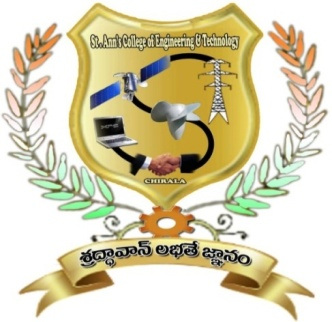 St. Ann's College of Engineering & Technology
CHIRALA
శ్రద్ధావాన్ లభతే జ్ఞానం